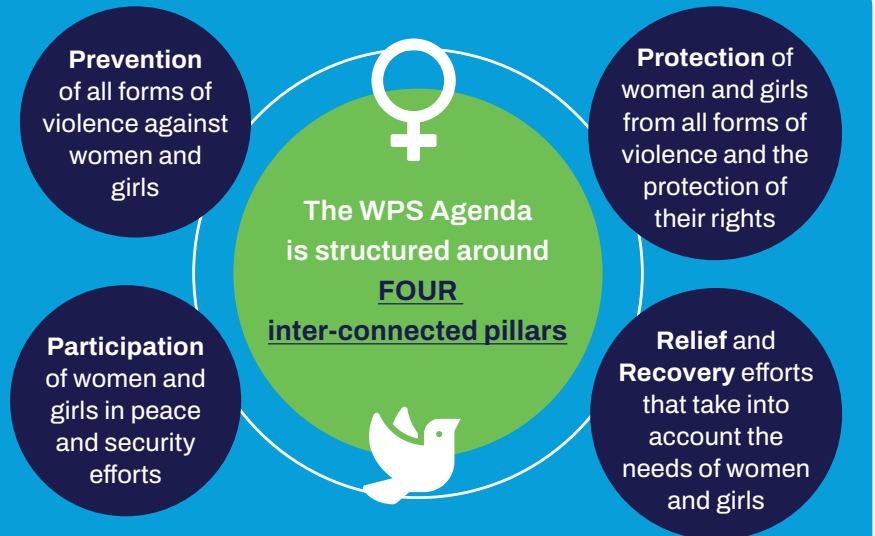 Prevention
of all forms of
violence against
women and
girls
Protection of
women and girls
from all forms of
violence and the
protection of
their rights
The WPS Agenda
is structured around
FOUR
inter-connected pillars
Participation
of women and
girls in peace
and security
efforts
Relief and
Recovery efforts
that take into
account the
needs of women
and girls